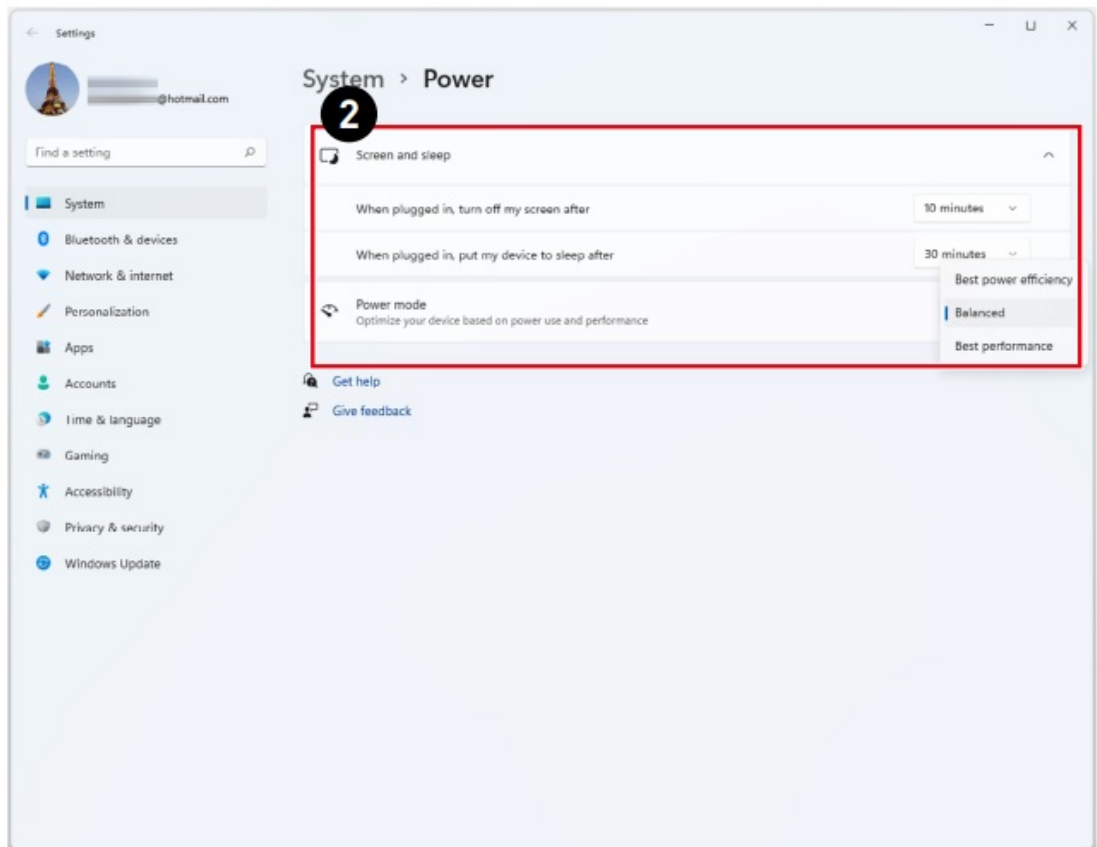 Settings
@hotmail.com
Find a setting
System
Bluetooth & devices
Network & internet
Personalization
Apps
Accounts
Time & language
Gaming
Accessibility
Privacy & security
Windows Update
System > Power
2
Screen and sleep
When plugged in, turn off my screen after
10 minutes
When plugged in, put my device to sleep after
30 minutes
Power mode
Optimize your device based on power use and performance
Best power efficiency
Balanced
Best performance
Get help
Give feedback